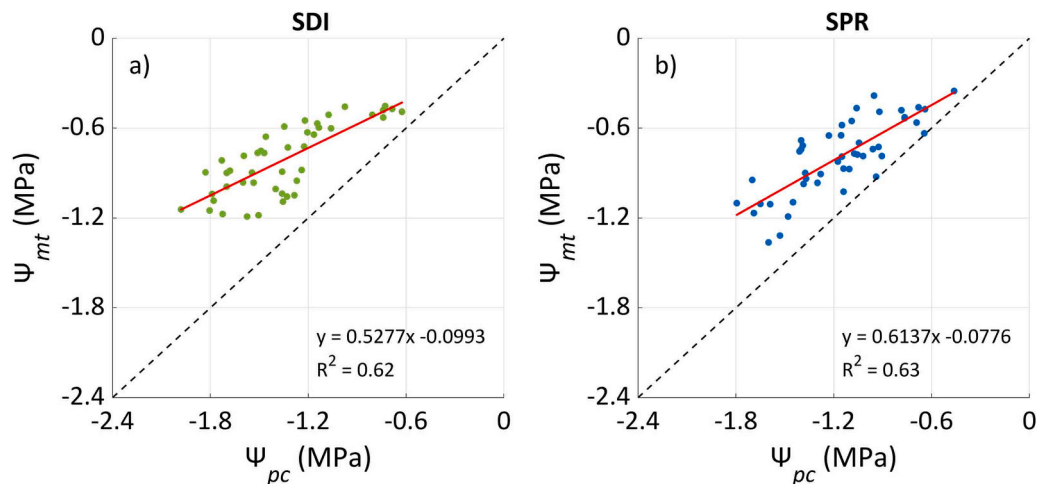 SDI
a)
0
-0.6
-1.2
-1.8
-2.4
Ψmt (MPa)
y = 0.5277x -0.0993
R² = 0.62
-2.4 -1.8 -1.2 -0.6 0
Ψpc (MPa)
SPR
b)
0
-0.6
-1.2
-1.8
-2.4
Ψmt (MPa)
y = 0.6137x -0.0776
R² = 0.63
-2.4 -1.8 -1.2 -0.6 0
Ψpc (MPa)